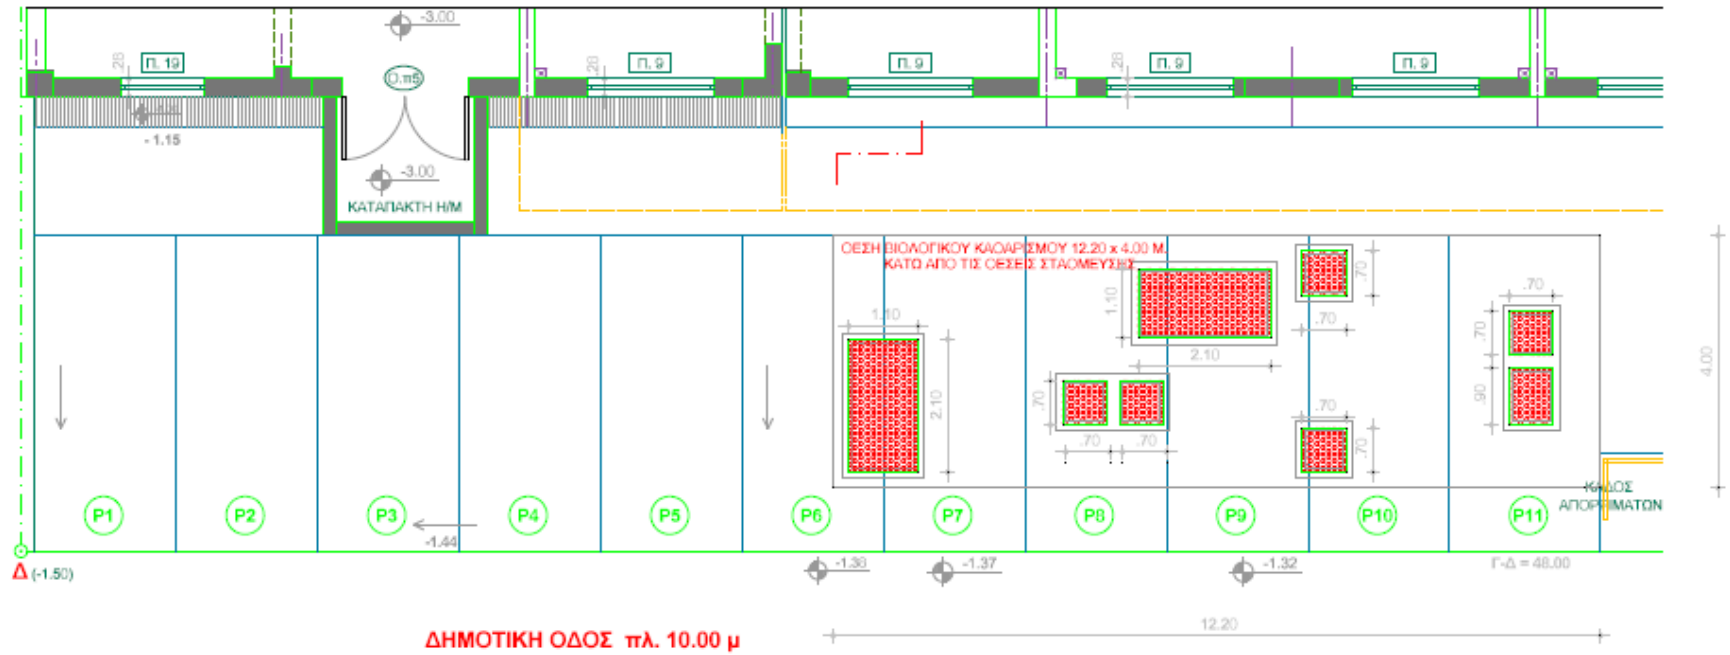 -3.00
.28
Π. 19
Ο.π5
.28
Π. 9
Π. 9
.28
Π. 9
Π. 9
- 1.15
-3.00
ΚΑΤΑΠΑΚΤΗ Η/Μ
ΘΕΣΗ ΒΙΟΛΟΓΙΚΟΥ ΚΑΘΑΡΙΣΜΟΥ 12.20 x 4.00 Μ.
ΚΑΤΩ ΑΠΟ ΤΙΣ ΘΕΣΕΙΣ ΣΤΑΘΜΕΥΣΗΣ
1.10
2.10
1.10
2.10
.70
.70
.70
.70
.70
.70
.70
.70
.70
.90
4.00
P1
P2
P3
P4
P5
P6
P7
P8
P9
P10
P11
ΚΑΔΟΣ
ΑΠΟΡΡΙΜΑΤΩΝ
-1.44
Δ (-1.50)
-1.36
-1.37
-1.32
Γ-Δ = 48.00
ΔΗΜΟΤΙΚΗ ΟΔΟΣ πλ. 10.00 μ
12.20